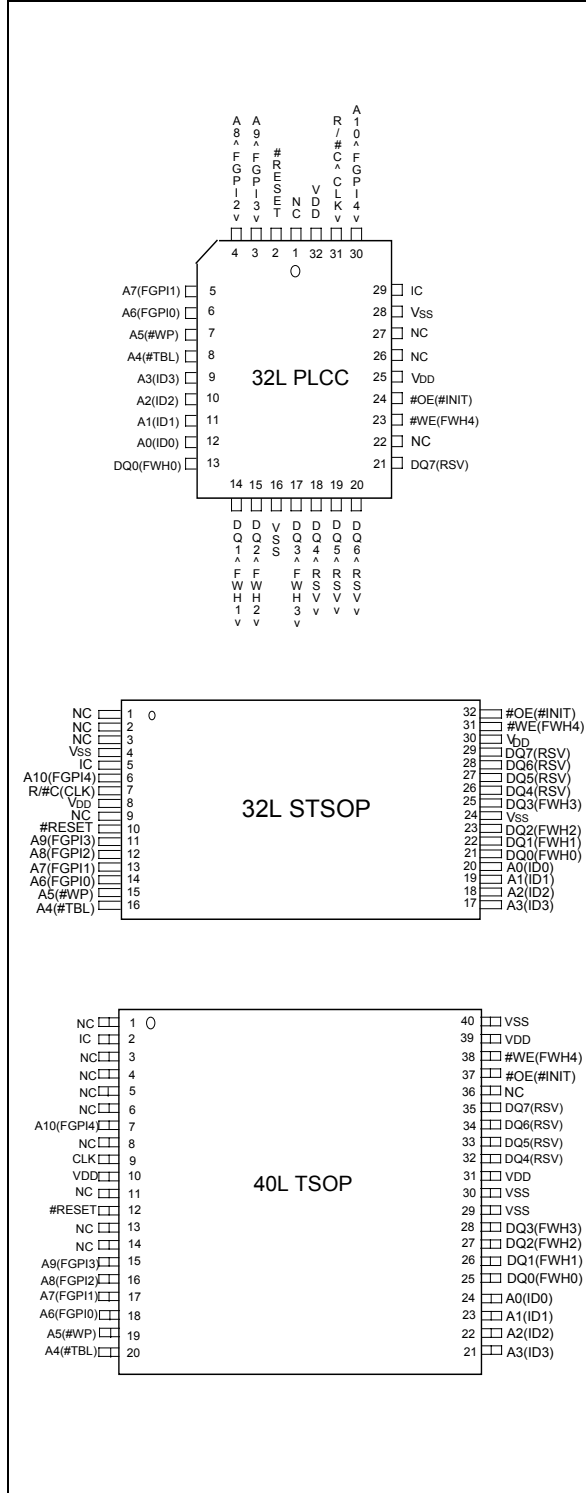 A8^FGPI2v
A9^FGPI3v
#RESET
NC
VDD
R/#C^CLKv
A10^FGPI4v
4 3 2 1 32 31 30
A7(FGPI1) 5
A6(FGPI0) 6
A5(#WP) 7
A4(#TBL) 8
A3(ID3) 9
A2(ID2) 10
A1(ID1) 11
A0(ID0) 12
DQ0(FWH0) 13
32L PLCC
29 IC
28 VSS
27 NC
26 NC
25 VDD
24 #OE(#INIT)
23 #WE(FWH4)
22 NC
21 DQ7(RSV)
14 15 16 17 18 19 20
DQ1^FWH1v
DQ2^FWH2v
VSS
DQ3^FWH3v
DQ4^RSVv
DQ5^RSVv
DQ6^RSVv
NC 1
NC 2
NC 3
VSS 4
IC 5
A10(FGPI4) 6
R/#C(CLK) 7
VDD 8
NC 9
#RESET 10
A9(FGPI3) 11
A8(FGPI2) 12
A7(FGPI1) 13
A6(FGPI0) 14
A5(#WP) 15
A4(#TBL) 16
32L STSOP
32 #OE(#INIT)
31 #WE(FWH4)
30 VDD
29 DQ7(RSV)
28 DQ6(RSV)
27 DQ5(RSV)
26 DQ4(RSV)
25 DQ3(FWH3)
24 VSS
23 DQ2(FWH2)
22 DQ1(FWH1)
21 DQ0(FWH0)
20 A0(ID0)
19 A1(ID1)
18 A2(ID2)
17 A3(ID3)
NC 1
IC 2
NC 3
NC 4
NC 5
NC 6
A10(FGPI4) 7
NC 8
CLK 9
VDD 10
NC 11
#RESET 12
NC 13
NC 14
A9(FGPI3) 15
A8(FGPI2) 16
A7(FGPI1) 17
A6(FGPI0) 18
A5(#WP) 19
A4(#TBL) 20
40L TSOP
40 VSS
39 VDD
38 #WE(FWH4)
37 #OE(#INIT)
36 NC
35 DQ7(RSV)
34 DQ6(RSV)
33 DQ5(RSV)
32 DQ4(RSV)
31 VDD
30 VSS
29 VSS
28 DQ3(FWH3)
27 DQ2(FWH2)
26 DQ1(FWH1)
25 DQ0(FWH0)
24 A0(ID0)
23 A1(ID1)
22 A2(ID2)
21 A3(ID3)